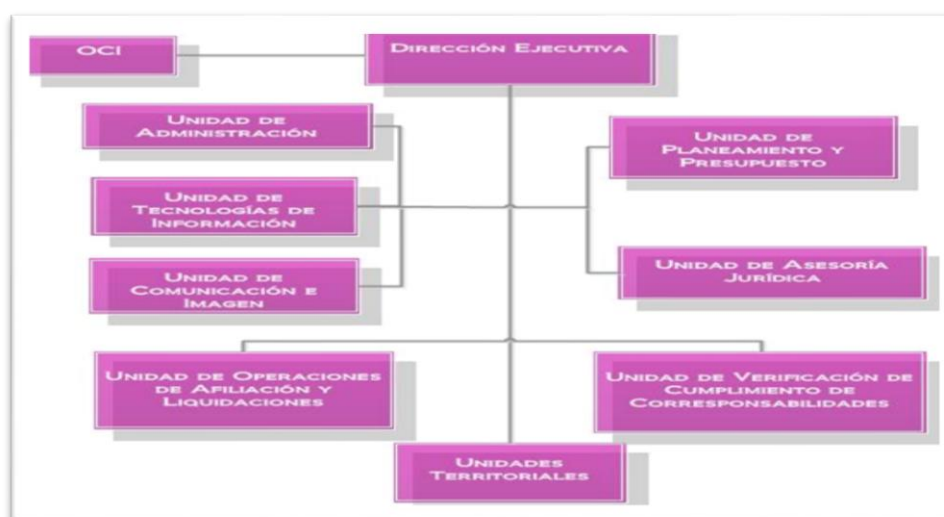 OCI
DIRECCIÓN EJECUTIVA
UNIDAD DE
ADMINISTRACIÓN
UNIDAD DE
PLANEAMIENTO Y
PRESUPUESTO
UNIDAD DE
TECNOLOGÍAS DE
INFORMACIÓN
UNIDAD DE
COMUNICACIÓN E
IMAGEN
UNIDAD DE ASESORÍA
JURÍDICA
UNIDAD DE OPERACIONES
DE AFILIACIÓN Y
LIQUIDACIONES
UNIDAD DE VERIFICACIÓN DE
CUMPLIMIENTO DE
CORRESPONSABILIDADES
UNIDADES
TERRITORIALES